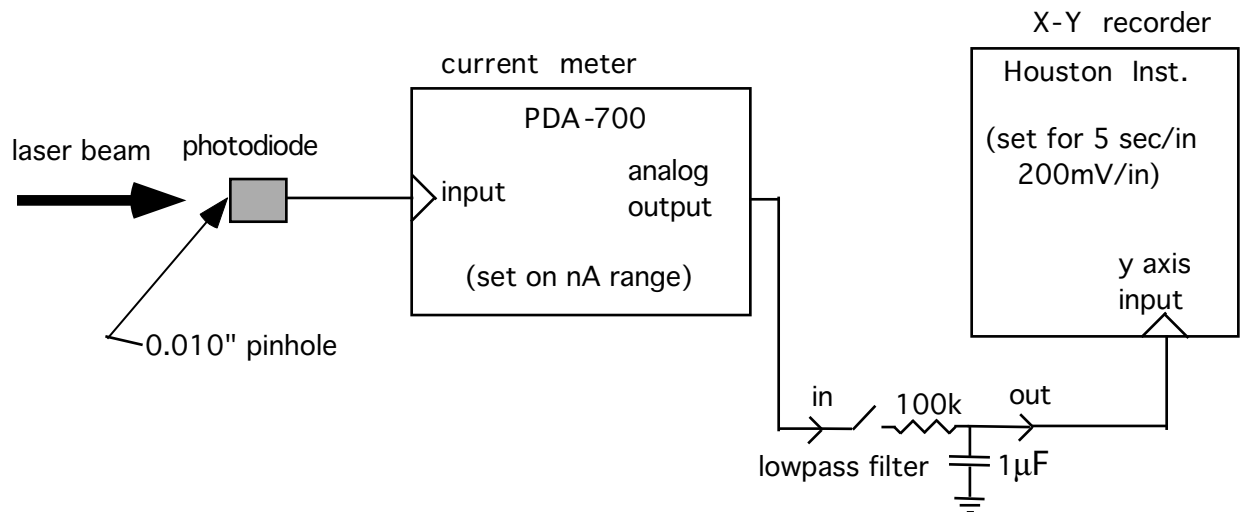 X-Y recorder
Houston Inst.
(set for 5 sec/in
200mV/in)
y axis
input
current meter
PDA-700
input
analog
output
(set on nA range)
laser beam
photodiode
0.010" pinhole
in
100k
out
lowpass filter
1µF